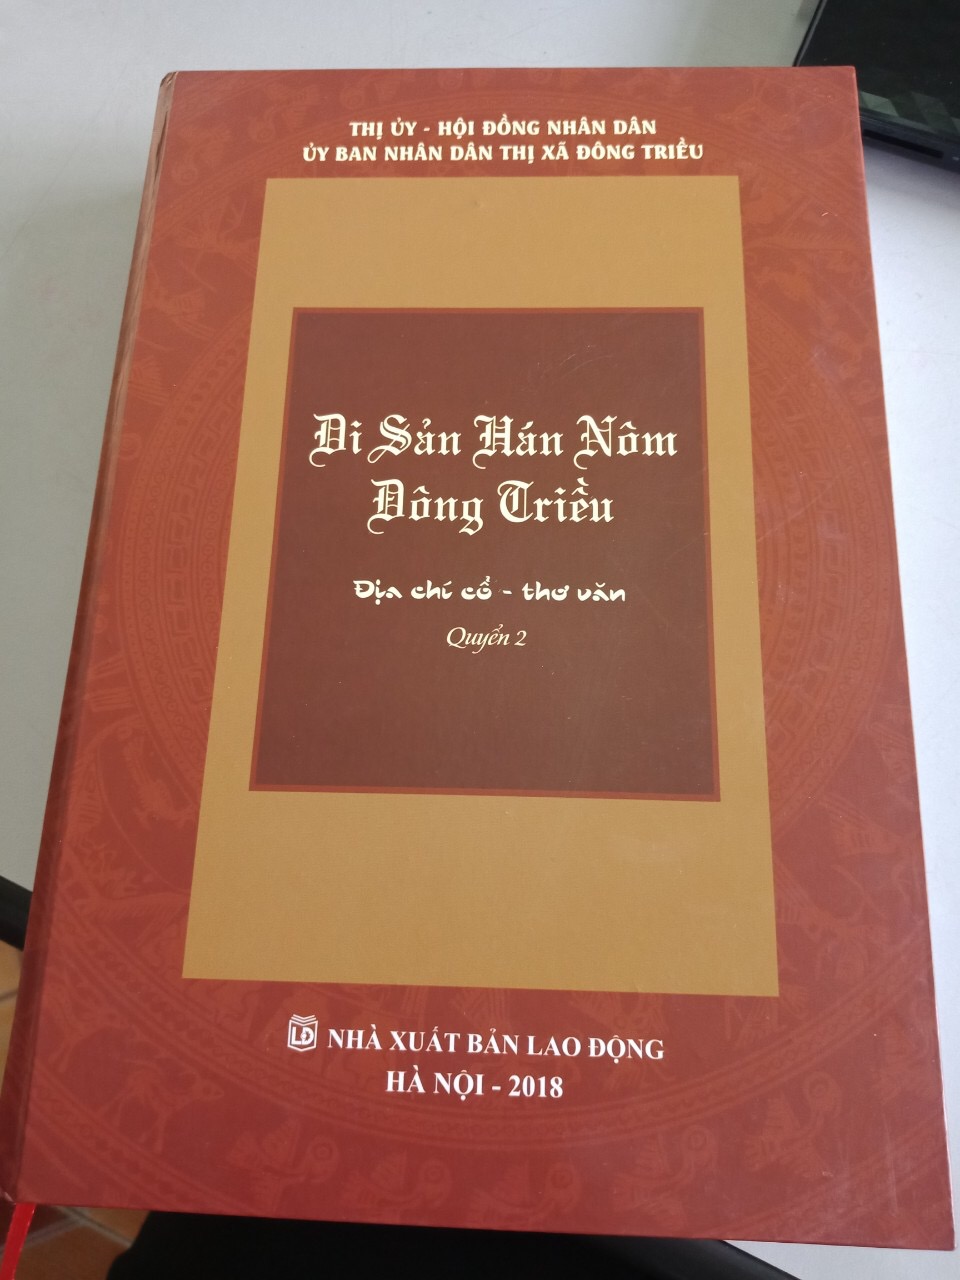 THỊ ỦY - HỘI ĐỒNG NHÂN DÂN
ỦY BAN NHÂN DÂN THỊ XÃ ĐÔNG TRIỀU
Di Sản Hán Nôm
Đông Triều
Địa chí cổ - thơ văn
Quyển 2
LĐ NHÀ XUẤT BẢN LAO ĐỘNG
HÀ NỘI - 2018